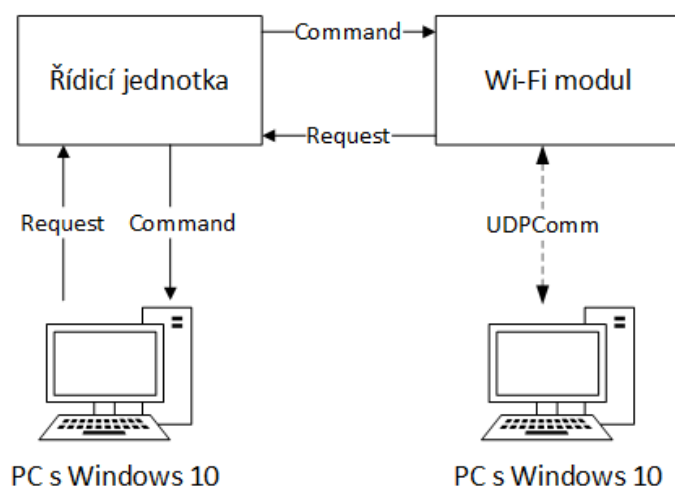 Command
Řídicí jednotka
Wi-Fi modul
Request
Request
Command
UDPComm
PC s Windows 10
PC s Windows 10